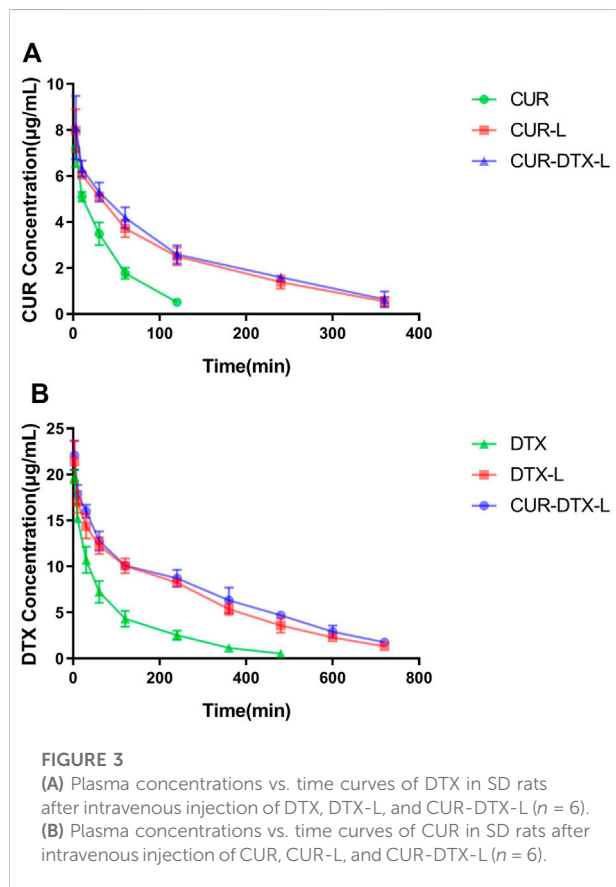 A
CUR Concentration(μg/mL)
10
8
6
4
2
0
0 100 200 300 400
Time(min)
CUR
CUR-L
CUR-DTX-L
B
DTX Concentration(μg/mL)
25
20
15
10
5
0
0 200 400 600 800
Time(min)
DTX
DTX-L
CUR-DTX-L
FIGURE 3
(A) Plasma concentrations vs. time curves of DTX in SD rats
after intravenous injection of DTX, DTX-L, and CUR-DTX-L (n = 6).
(B) Plasma concentrations vs. time curves of CUR in SD rats after
intravenous injection of CUR, CUR-L, and CUR-DTX-L (n = 6).